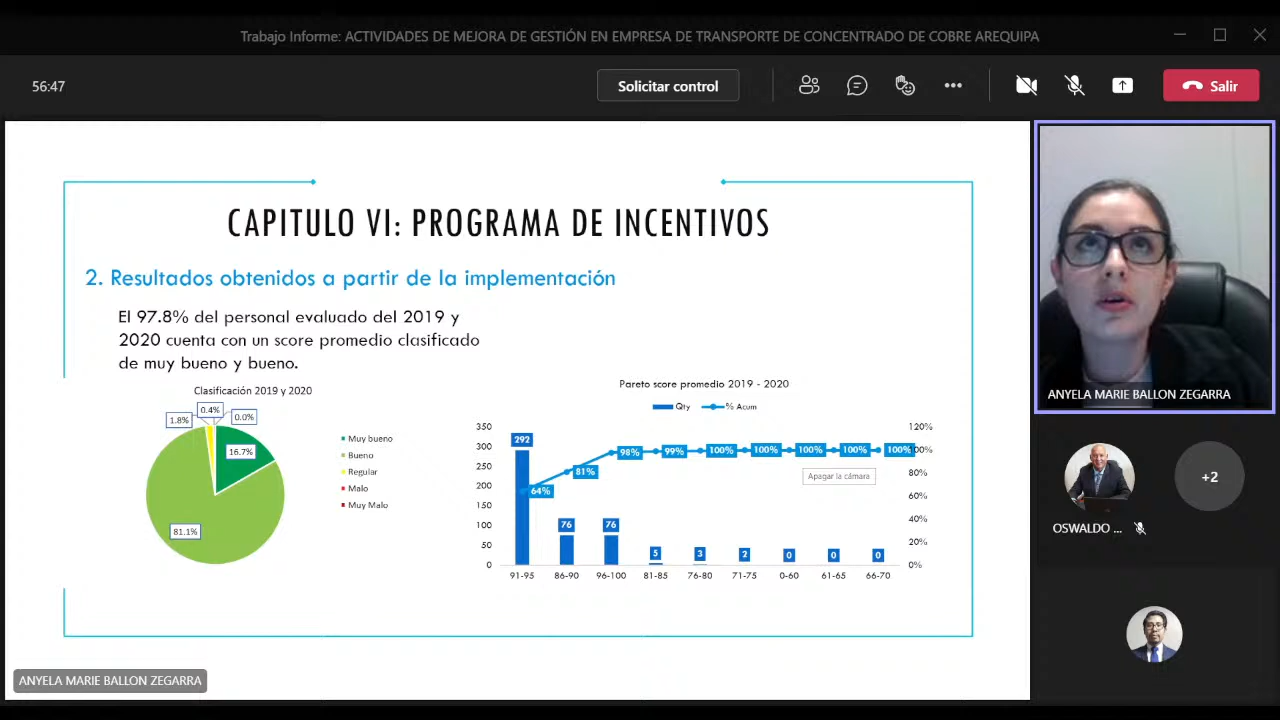 Trabajo Informe: ACTIVIDADES DE MEJORA DE GESTIÓN EN EMPRESA DE TRANSPORTE DE CONCENTRADO DE COBRE AREQUIPA
56:47
Solicitar control
Salir
CAPITULO VI: PROGRAMA DE INCENTIVOS
2. Resultados obtenidos a partir de la implementación
El 97.8% del personal evaluado del 2019 y
2020 cuenta con un score promedio clasificado
de muy bueno y bueno.
Clasificación 2019 y 2020
0.4%
1.8%
0.0%
16.7%
81.1%
Muy bueno
Bueno
Regular
Malo
Muy Malo
Pareto score promedio 2019 - 2020
Qty
% Acum
350
300
250
200
150
100
50
0
292
76
76
5
3
2
0
0
0
64%
81%
98%
99%
100%
100%
100%
100%
100%
120%
100%
80%
60%
40%
20%
0%
91-95
86-90
96-100
81-85
76-80
71-75
0-60
61-65
66-70
Apagar la cámara
ANYELA MARIE BALLON ZEGARRA
ANYELA MARIE BALLON ZEGARRA
+2
OSWALDO ...